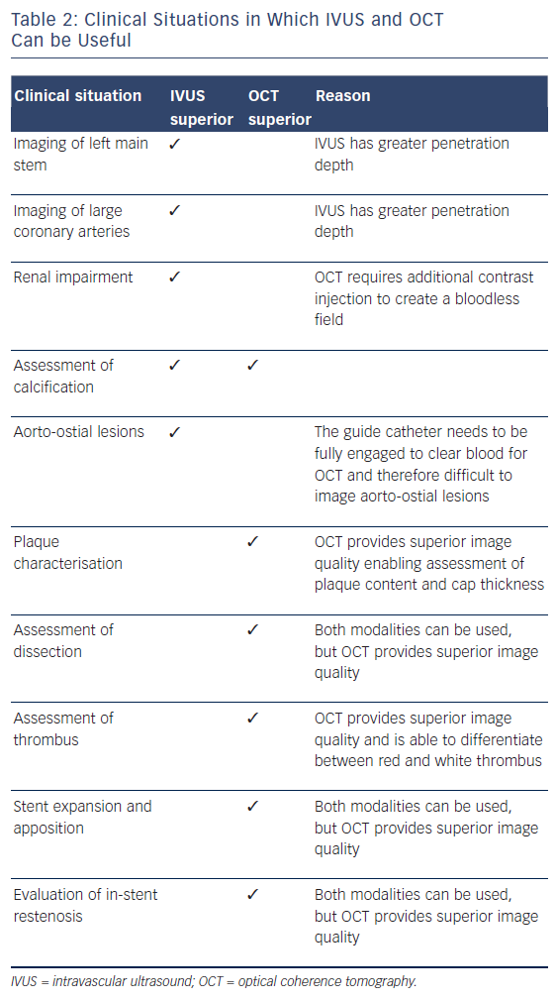 Table 2: Clinical Situations in Which IVUS and OCT
Can be Useful
Clinical situation IVUS superior OCT superior Reason
Imaging of left main ✓ IVUS has greater penetration
stem depth
Imaging of large ✓ IVUS has greater penetration
coronary arteries depth
Renal impairment ✓ OCT requires additional contrast
injection to create a bloodless
field
Assessment of ✓ ✓
calcification
Aorto-ostial lesions ✓ The guide catheter needs to be
fully engaged to clear blood for
OCT and therefore difficult to
image aorto-ostial lesions
Plaque ✓ OCT provides superior image
characterisation quality enabling assessment of
plaque content and cap thickness
Assessment of ✓ Both modalities can be used,
dissection but OCT provides superior image
quality
Assessment of ✓ OCT provides superior image
thrombus quality and is able to differentiate
between red and white thrombus
Stent expansion and ✓ Both modalities can be used,
apposition but OCT provides superior image
quality
Evaluation of in-stent ✓ Both modalities can be used,
restenosis but OCT provides superior image
quality
IVUS = intravascular ultrasound; OCT = optical coherence tomography.